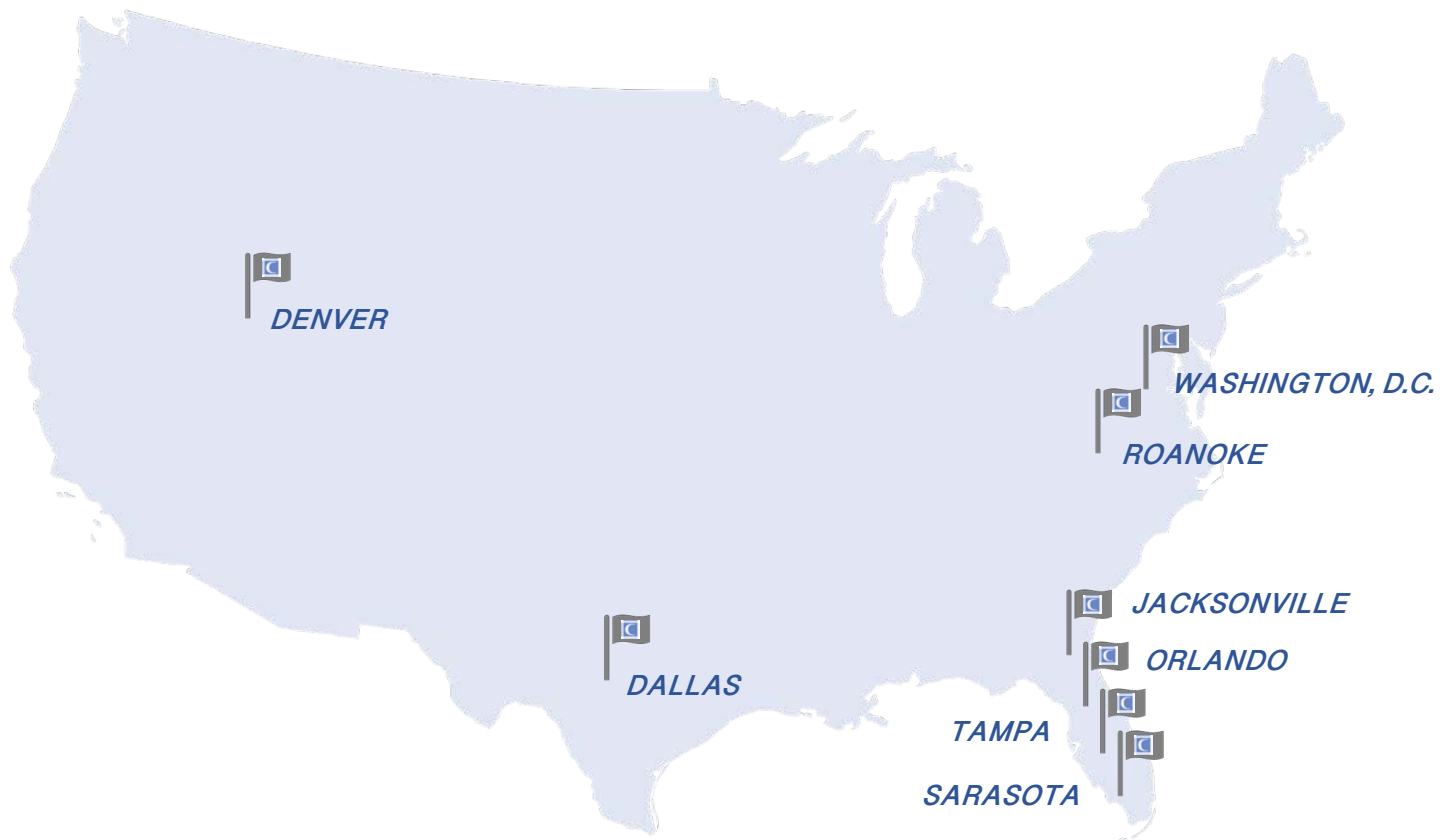 DENVER
WASHINGTON, D.C.
ROANOKE
JACKSONVILLE
ORLANDO
DALLAS
TAMPA
SARASOTA